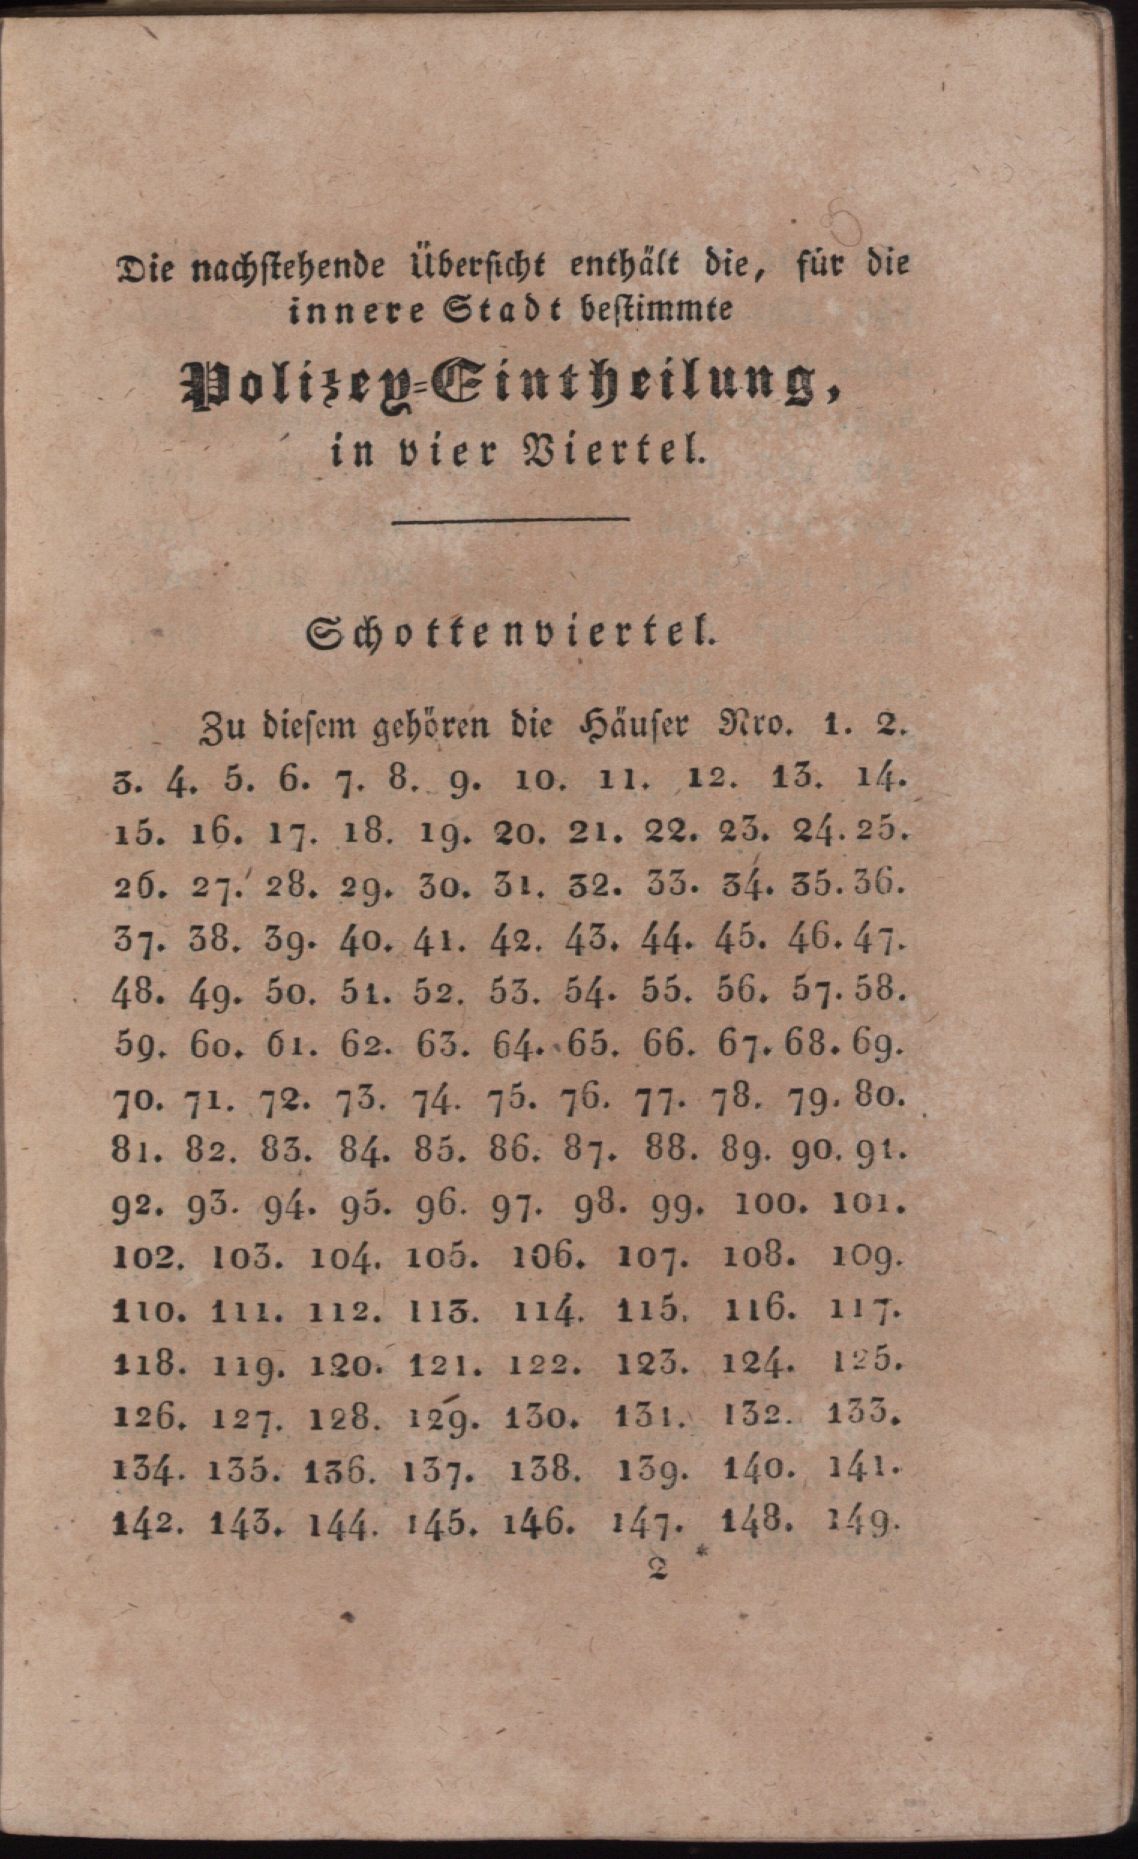 Die nachſtehende Überſicht enthält die, für die
innere Stadt beſtimmte
Polizey=Eintheilung,
in vier Viertel.
Schottenviertel.
Zu dieſem gehören die Häuſer Nro. 1. 2.
3. 4. 5. 6. 7. 8. 9. 10. 11. 12. 13. 14.
15. 16. 17. 18. 19. 20. 21. 22. 23. 24. 25.
26. 27. 28. 29. 30. 31. 32. 33. 34. 35. 36.
37. 38. 39. 40. 41. 42. 43. 44. 45. 46. 47.
48. 49. 50. 51. 52. 53. 54. 55. 56. 57. 58.
59. 60. 61. 62. 63. 64. 65. 66. 67. 68. 69.
70. 71. 72. 73. 74. 75. 76. 77. 78. 79. 80.
81. 82. 83. 84. 85. 86. 87. 88. 89. 90. 91.
92. 93. 94. 95. 96. 97. 98. 99. 100. 101.
102. 103. 104. 105. 106. 107. 108. 109.
110. 111. 112. 113. 114. 115. 116. 117.
118. 119. 120. 121. 122. 123. 124. 125.
126. 127. 128. 129. 130. 131. 132. 133.
134. 135. 136. 137. 138. 139. 140. 141.
142. 143. 144. 145. 146. 147. 148. 149.
2 *